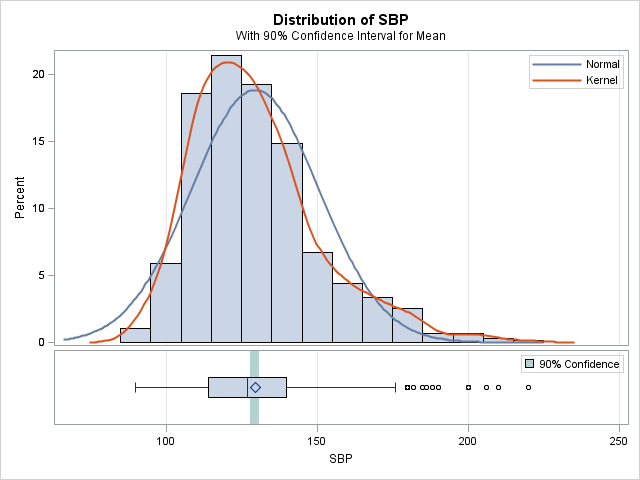 Distribution of SBP
With 90% Confidence Interval for Mean
Normal
Kernel
Percent
20
15
10
5
0
90% Confidence
100 150 200 250
SBP